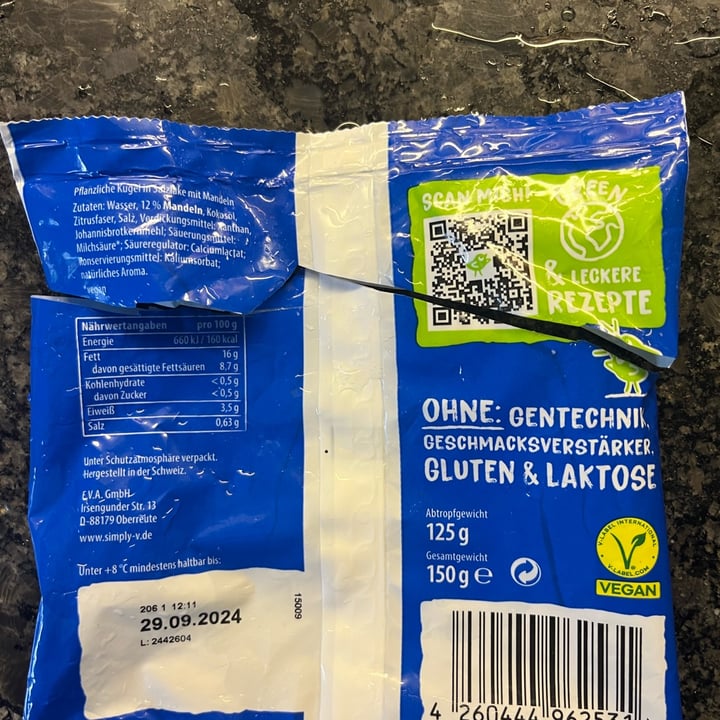 Pflanzliche Kugel in Salzlake mit Mandeln
Zutaten: Wasser, 12 % Mandeln, Kokosöl,
Zitrusfaser, Salz, Verdickungsmittel: Xanthan,
Johannisbrotkernmehl; Säuerungsmittel:
Milchsäure*; Säureregulator: Calciumlactat;
Konservierungsmittel: Kaliumsorbat;
natürliches Aroma.
*vegan
Nährwertangaben pro 100 g
Energie 660 kJ / 160 kcal
Fett 16 g
davon gesättigte Fettsäuren 8,7 g
Kohlenhydrate < 0,5 g
davon Zucker < 0,5 g
Eiweiß 3,5 g
Salz 0,63 g
Unter Schutzatmosphäre verpackt.
Hergestellt in der Schweiz.
E.V.A. GmbH
Irsengunder Str. 13
D-88179 Oberreute
www.simply-v.de
Unter +8 °C mindestens haltbar bis:
206 1 12:11
29.09.2024
L: 2442604
15009
SCAN MICH!
& LECKERE
REZEPTE
OHNE: GENTECHNIK,
GESCHMACKSVERSTÄRKER,
GLUTEN & LAKTOSE
Abtropfgewicht
125 g
Gesamtgewicht
150 g e
V-LABEL INTERNATIONAL
V-LABEL.COM
VEGAN
4 260444